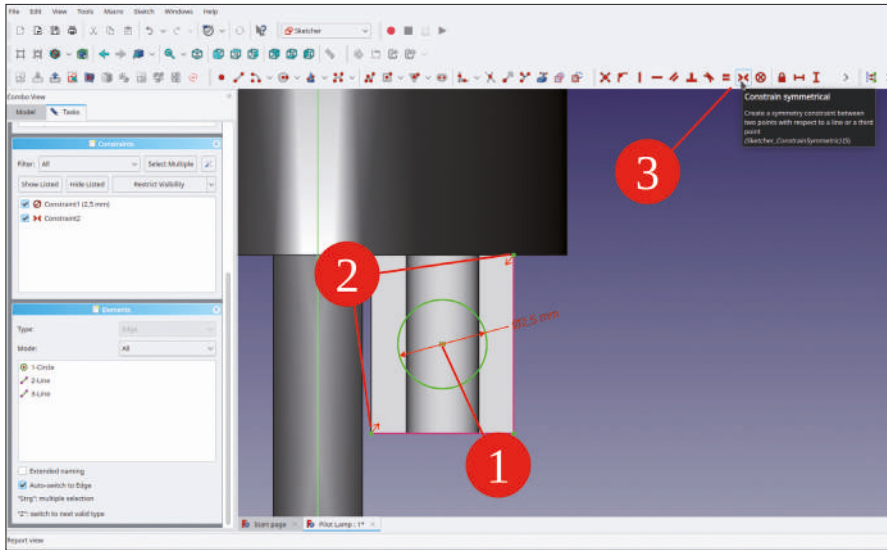 File Edit View Tools Macro Sketch Windows Help
Sketcher
Combo View
Model Tasks
Constraints
Filter: All Select Multiple
Show Listed Hide Listed Restrict Visibility
Constraint1 (2,5 mm)
Constraint2
Elements
Type: Edge
Mode: All
1-Circle
2-Line
3-Line
Extended naming
Auto-switch to Edge
"Strg": multiple selection
"Z": switch to next valid type
Constrain symmetrical
Create a symmetry constraint between
two points with respect to a line or a third
point
(Sketcher_ConstrainSymmetric) (S)
3
2
1
Start page Pilot Lamp : 1*
Report view